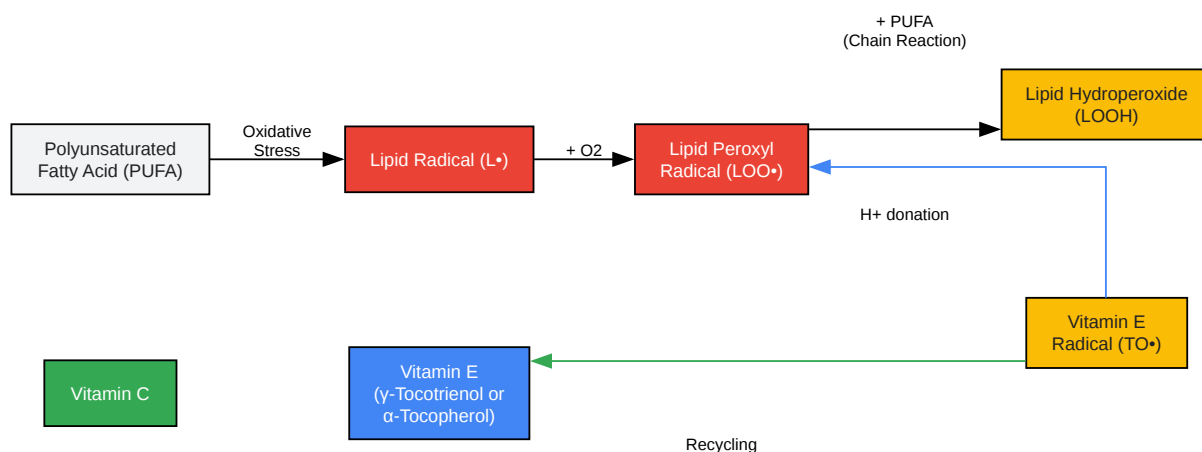 + PUFA
(Chain Reaction)
Lipid Hydroperoxide
(LOOH)
Oxidative
Stress
Polyunsaturated
Fatty Acid (PUFA)
Lipid Radical (L•)
+ O2
Lipid Peroxyl
Radical (LOO•)
H+ donation
Vitamin E
Radical (TO•)
Vitamin C
Vitamin E
(γ-Tocotrienol or
α-Tocopherol)
Recycling